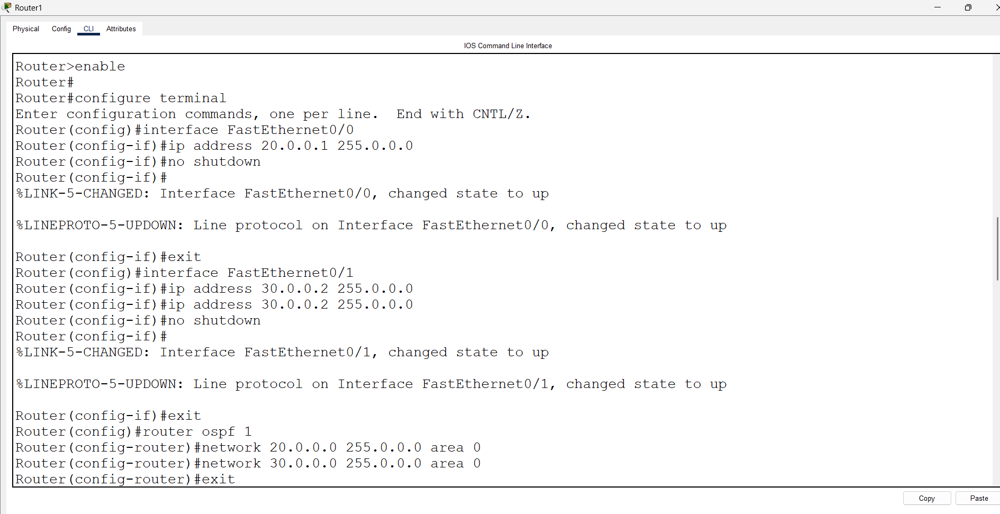 Router1
Physical Config CLI Attributes
IOS Command Line Interface
Router>enable
Router#
Router#configure terminal
Enter configuration commands, one per line.  End with CNTL/Z.
Router(config)#interface FastEthernet0/0
Router(config-if)#ip address 20.0.0.1 255.0.0.0
Router(config-if)#no shutdown
Router(config-if)#
%LINK-5-CHANGED: Interface FastEthernet0/0, changed state to up
%LINEPROTO-5-UPDOWN: Line protocol on Interface FastEthernet0/0, changed state to up
Router(config-if)#exit
Router(config)#interface FastEthernet0/1
Router(config-if)#ip address 30.0.0.2 255.0.0.0
Router(config-if)#ip address 30.0.0.2 255.0.0.0
Router(config-if)#no shutdown
Router(config-if)#
%LINK-5-CHANGED: Interface FastEthernet0/1, changed state to up
%LINEPROTO-5-UPDOWN: Line protocol on Interface FastEthernet0/1, changed state to up
Router(config-if)#exit
Router(config)#router ospf 1
Router(config-router)#network 20.0.0.0 255.0.0.0 area 0
Router(config-router)#network 30.0.0.0 255.0.0.0 area 0
Router(config-router)#exit
Copy Paste